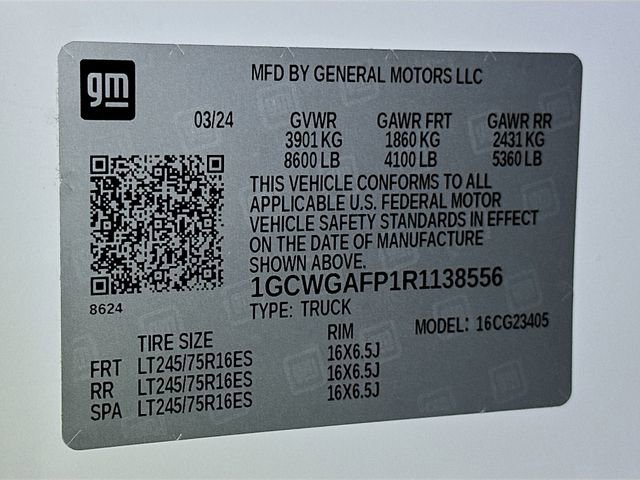 gm
MFD BY GENERAL MOTORS LLC
03/24 GVWR GAWR FRT GAWR RR
3901 KG 1860 KG 2431 KG
8600 LB 4100 LB 5360 LB
THIS VEHICLE CONFORMS TO ALL
APPLICABLE U.S. FEDERAL MOTOR
VEHICLE SAFETY STANDARDS IN EFFECT
ON THE DATE OF MANUFACTURE
SHOWN ABOVE.
1GCWGAFP1R1138556
8624
TYPE: TRUCK
MODEL: 16CG23405
TIRE SIZE RIM
FRT LT245/75R16ES 16X6.5J
RR LT245/75R16ES 16X6.5J
SPA LT245/75R16ES 16X6.5J